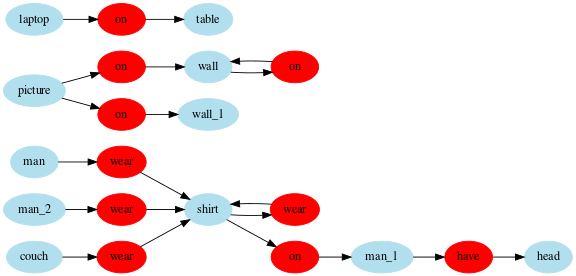 laptop on table
on wall on
picture
on wall_1
man wear
man_2 wear shirt wear
couch wear on man_1 have head